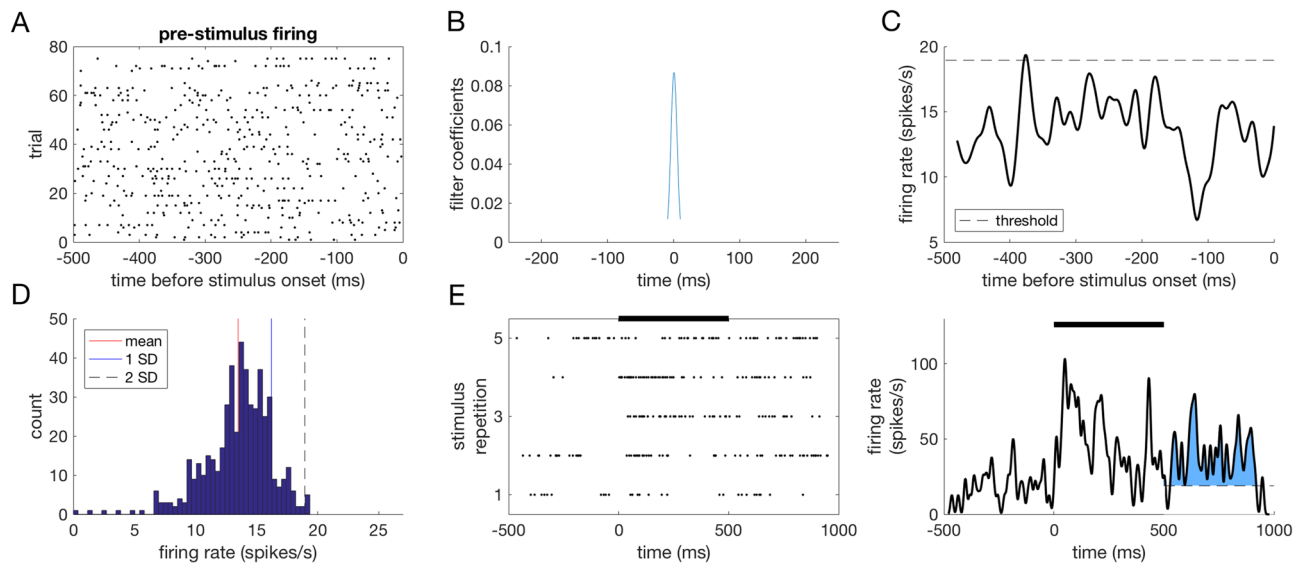 A
pre-stimulus firing
80
60
40
20
0
trial
-500
-400
-300
-200
-100
0
time before stimulus onset (ms)
B
0.1
0.08
0.06
0.04
0.02
0
filter coefficients
-200
-100
0
100
200
time (ms)
C
20
15
10
5
firing rate (spikes/s)
threshold
-500
-400
-300
-200
-100
0
time before stimulus onset (ms)
D
50
40
30
20
10
0
count
mean
1 SD
2 SD
0
5
10
15
20
25
firing rate (spikes/s)
E
5
4
3
2
1
stimulus
repetition
-500
0
500
1000
time (ms)
100
50
0
firing rate
(spikes/s)
-500
0
500
1000
time (ms)